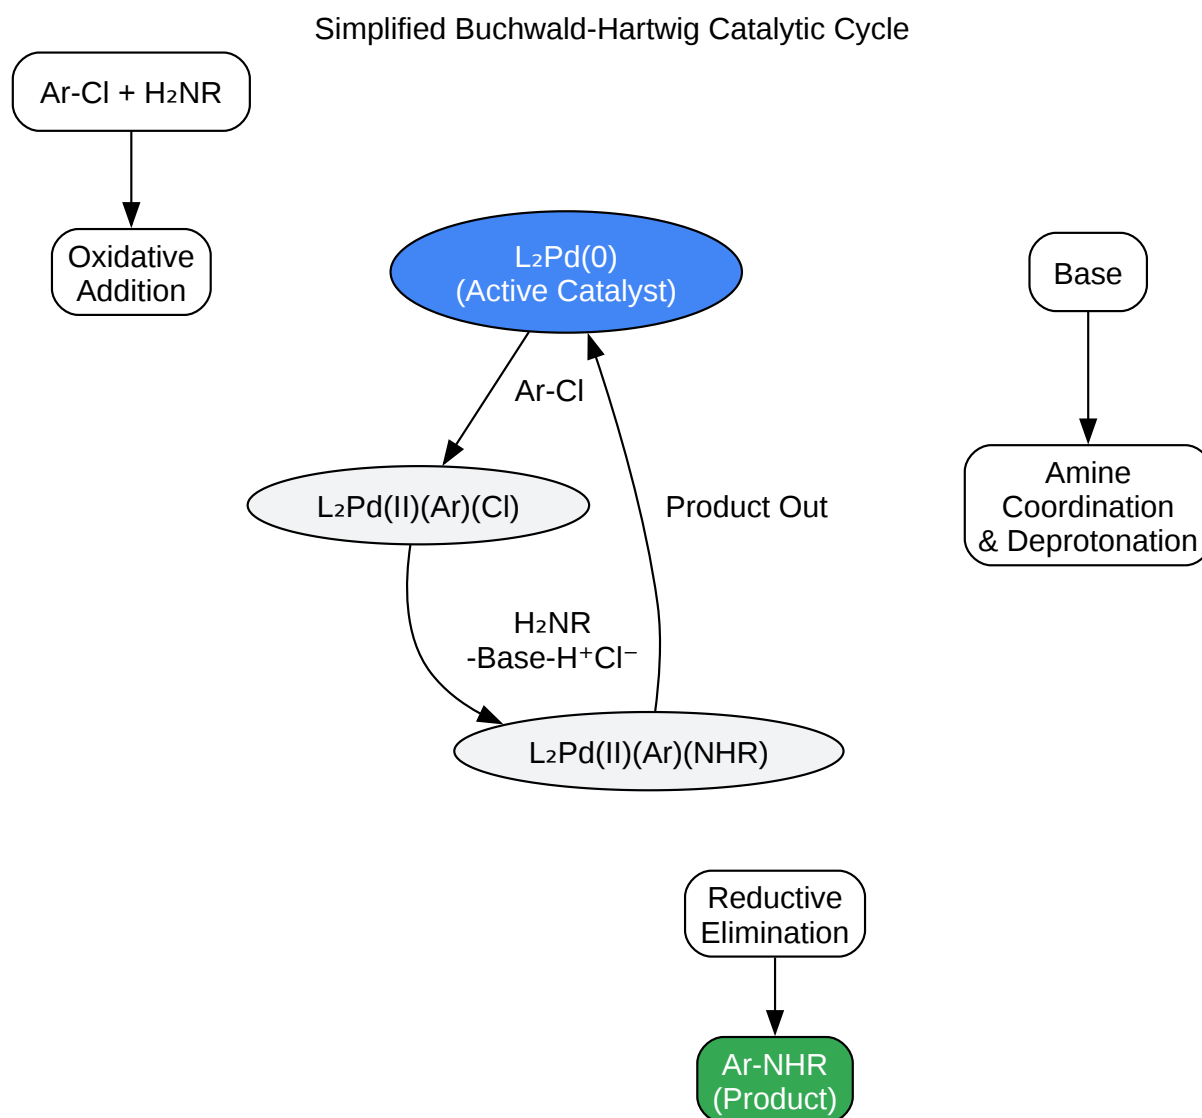 Simplified Buchwald-Hartwig Catalytic Cycle
Ar-Cl + H₂NR
Oxidative
Addition
L₂Pd(0)
(Active Catalyst)
Base
Ar-Cl
L₂Pd(II)(Ar)(Cl)
Product Out
Amine
Coordination
& Deprotonation
H₂NR
-Base-H⁺Cl⁻
L₂Pd(II)(Ar)(NHR)
Reductive
Elimination
Ar-NHR
(Product)